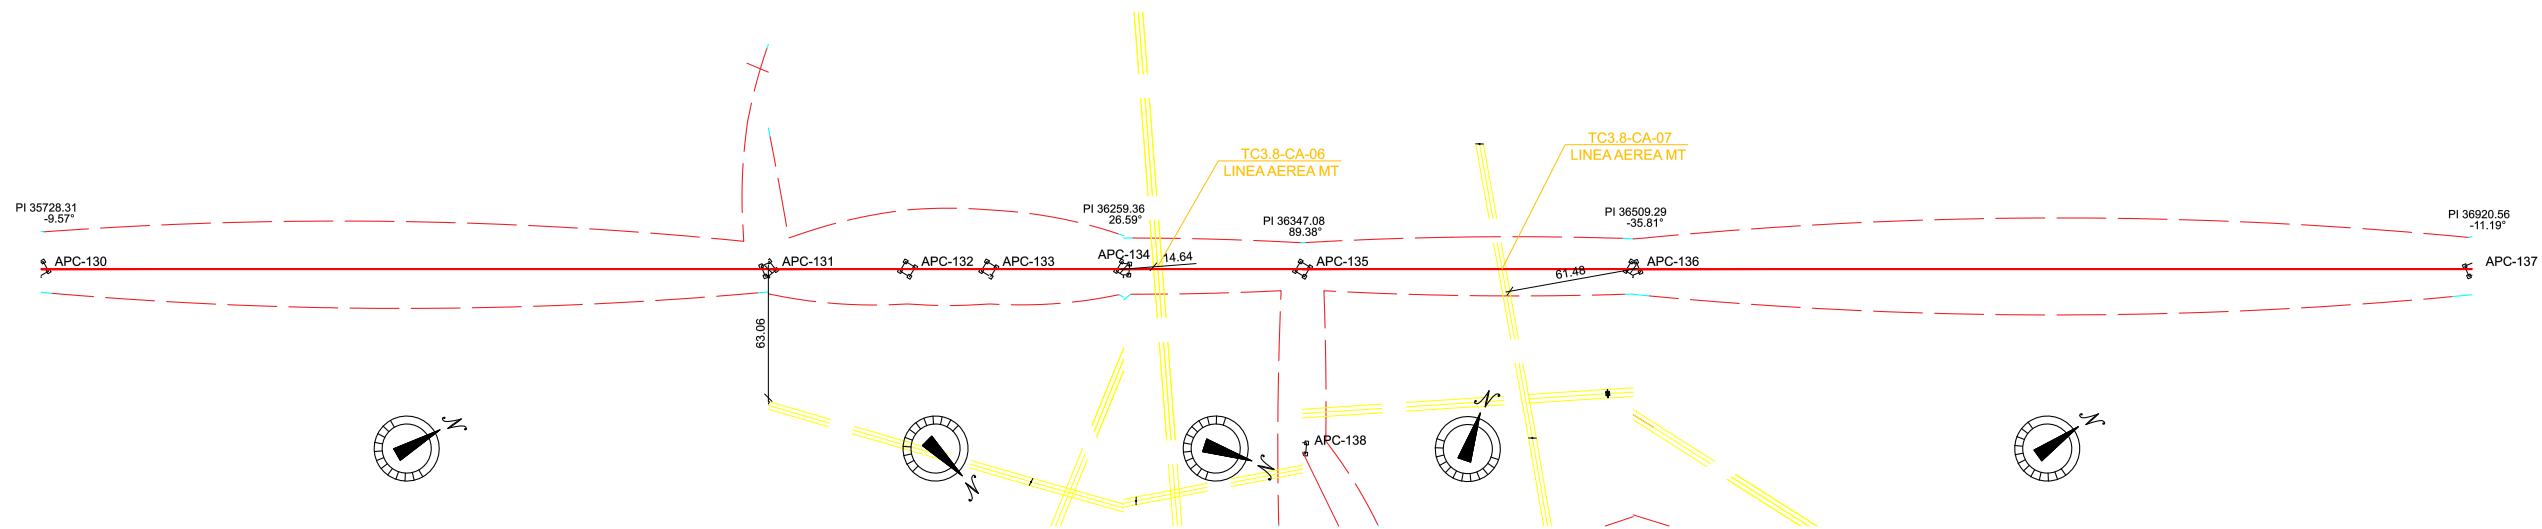 TC3.8-CA-07
LINEA AEREA MT
TC3.8-CA-06
LINEA AEREA MT
PI 35728.31
-9.57°
PI 36259.36
26.59°
PI 36347.08
89.38°
PI 36509.29
-35.81°
PI 36920.56
-11.19°
APC-130
APC-131
APC-132
APC-133
APC-134
14.64
APC-135
61.48
APC-136
APC-137
63.06
APC-138
N
N
N
N
N